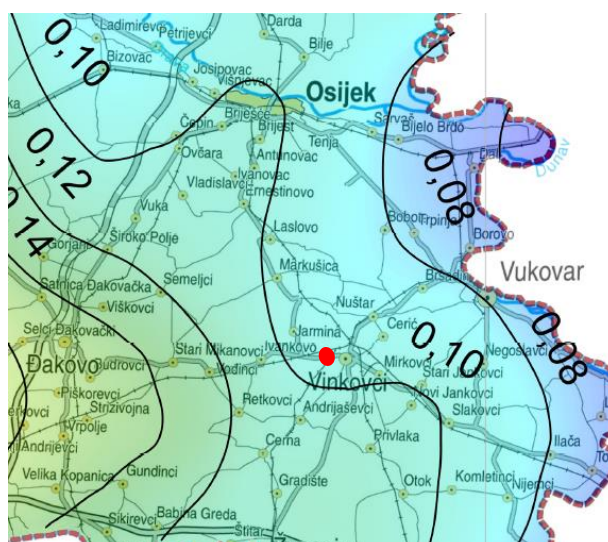 Ladimirevci
Petrijevci
Darda
Bizovac
Bilje
0,10
Josipovac
Višnjevac
Osijek
Sarvaš
Bijelo Brdo
Čepin
Briješće
Brijest
Tenja
Dalj
Dunav
Ovčara
Antunovac
0,12
Vladislavci
Ivanovac
Ernestinovo
0,08
Vuka
Bobota
Trpinja
0,14
Gorjani
Široko Polje
Laslovo
Borovo
Vukovar
Markušica
Satnica Đakovačka
Semeljci
Viškovci
Nuštar
Jarmina
Cerić
0,08
Selci Đakovački
Ivankovo
0,10
Negoslavci
Đakovo
Stari Mikanovci
Vođinci
Vinkovci
Mirkovci
Stari Jankovci
Piškorevci
Novi Jankovci
Strizivojna
Retkovci
Andrijaševci
Slakovci
Vrpolje
Privlaka
Cerna
Ilača
Velika Kopanica
Gundinci
Gradište
Otok
Komletinci
Nijemci
Sikirevci
Babina Greda
Štitar